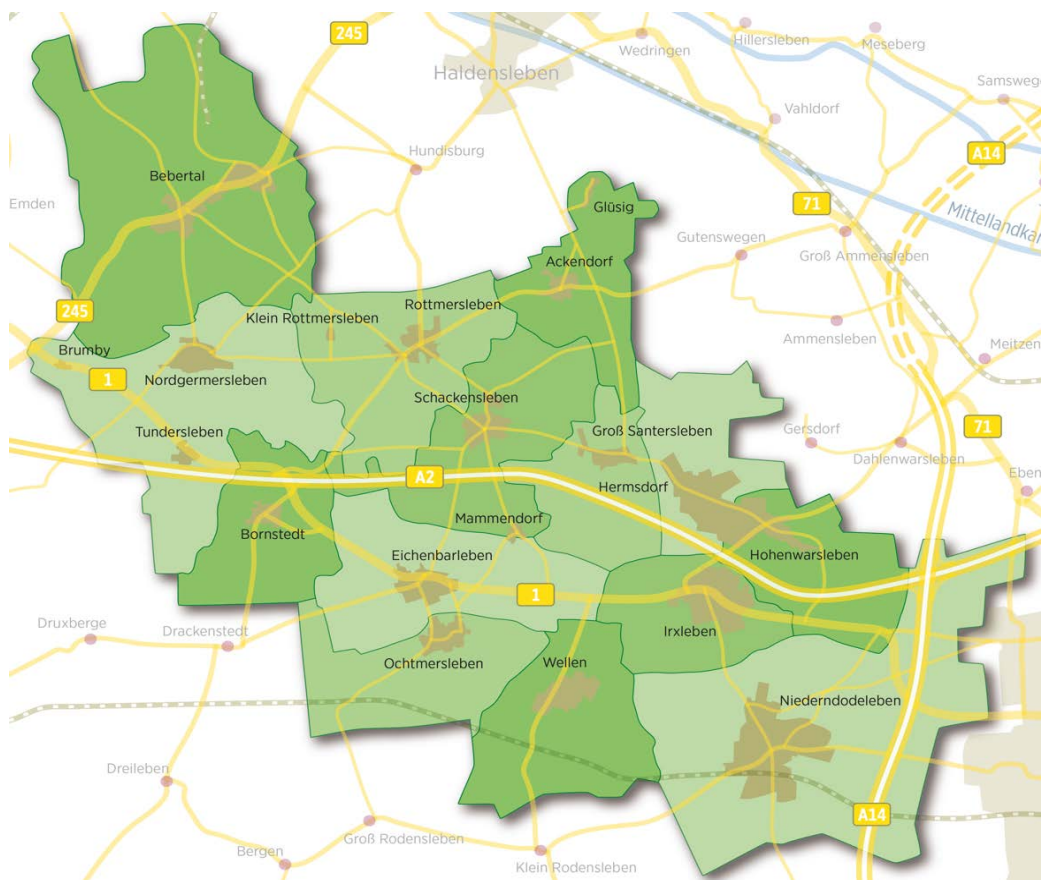 245
Wedringen
Hillersleben
Meseberg
Haldensleben
Samswege
Vahldorf
A14
Hundisburg
Bebertal
Emden
Glüsig
71
Mittellandka
Gutenswegen
Groß Ammensleben
Ackendorf
245
Klein Rottmersleben
Rottmersleben
Ammensleben
Brumby
Meitzen
1
Nordgermersleben
Schackensleben
Tundersleben
Groß Santersleben
Gersdorf
71
Dahlenwarsleben
A2
Hermsdorf
Eben
Mammendorf
Bornstedt
Eichenbarleben
Hohenwarsleben
1
Druxberge
Drackenstedt
Irxleben
Ochtmersleben
Wellen
Niederndodeleben
Dreileben
A14
Groß Rodensleben
Bergen
Klein Rodensleben